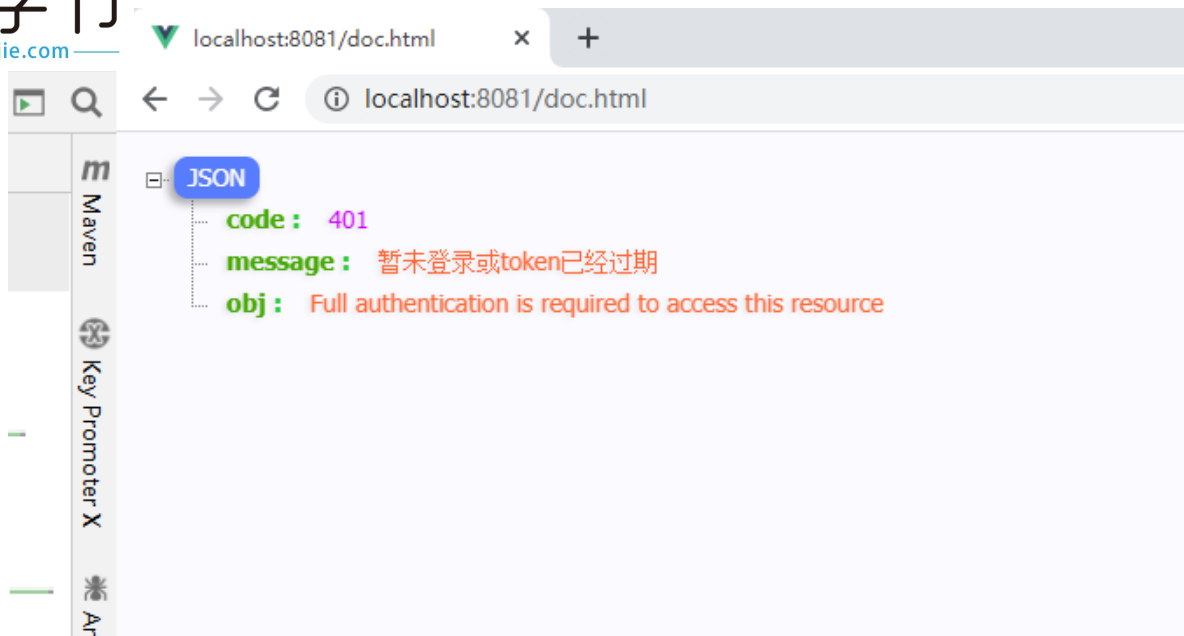 学节
ie.com
localhost:8081/doc.html
localhost:8081/doc.html
JSON
code : 401
message : 暂未登录或token已经过期
obj : Full authentication is required to access this resource
m
Maven
Key Promoter X